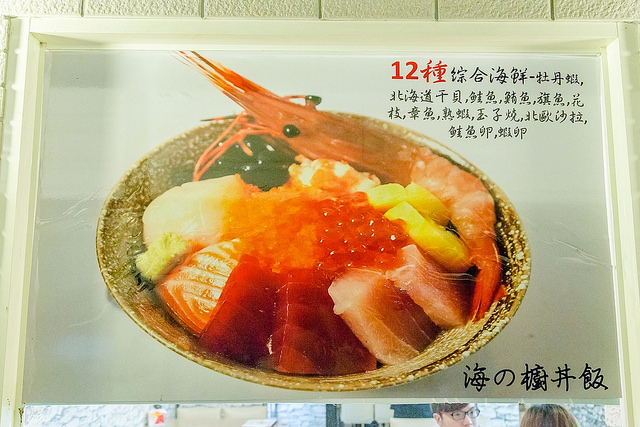 12種綜合海鮮-牡丹蝦,
北海道干貝,鮭魚,鮪魚,旗魚,花
枝,章魚,熟蝦,玉子燒,北歐沙拉,
鮭魚卵,蝦卵
海の櫥丼飯